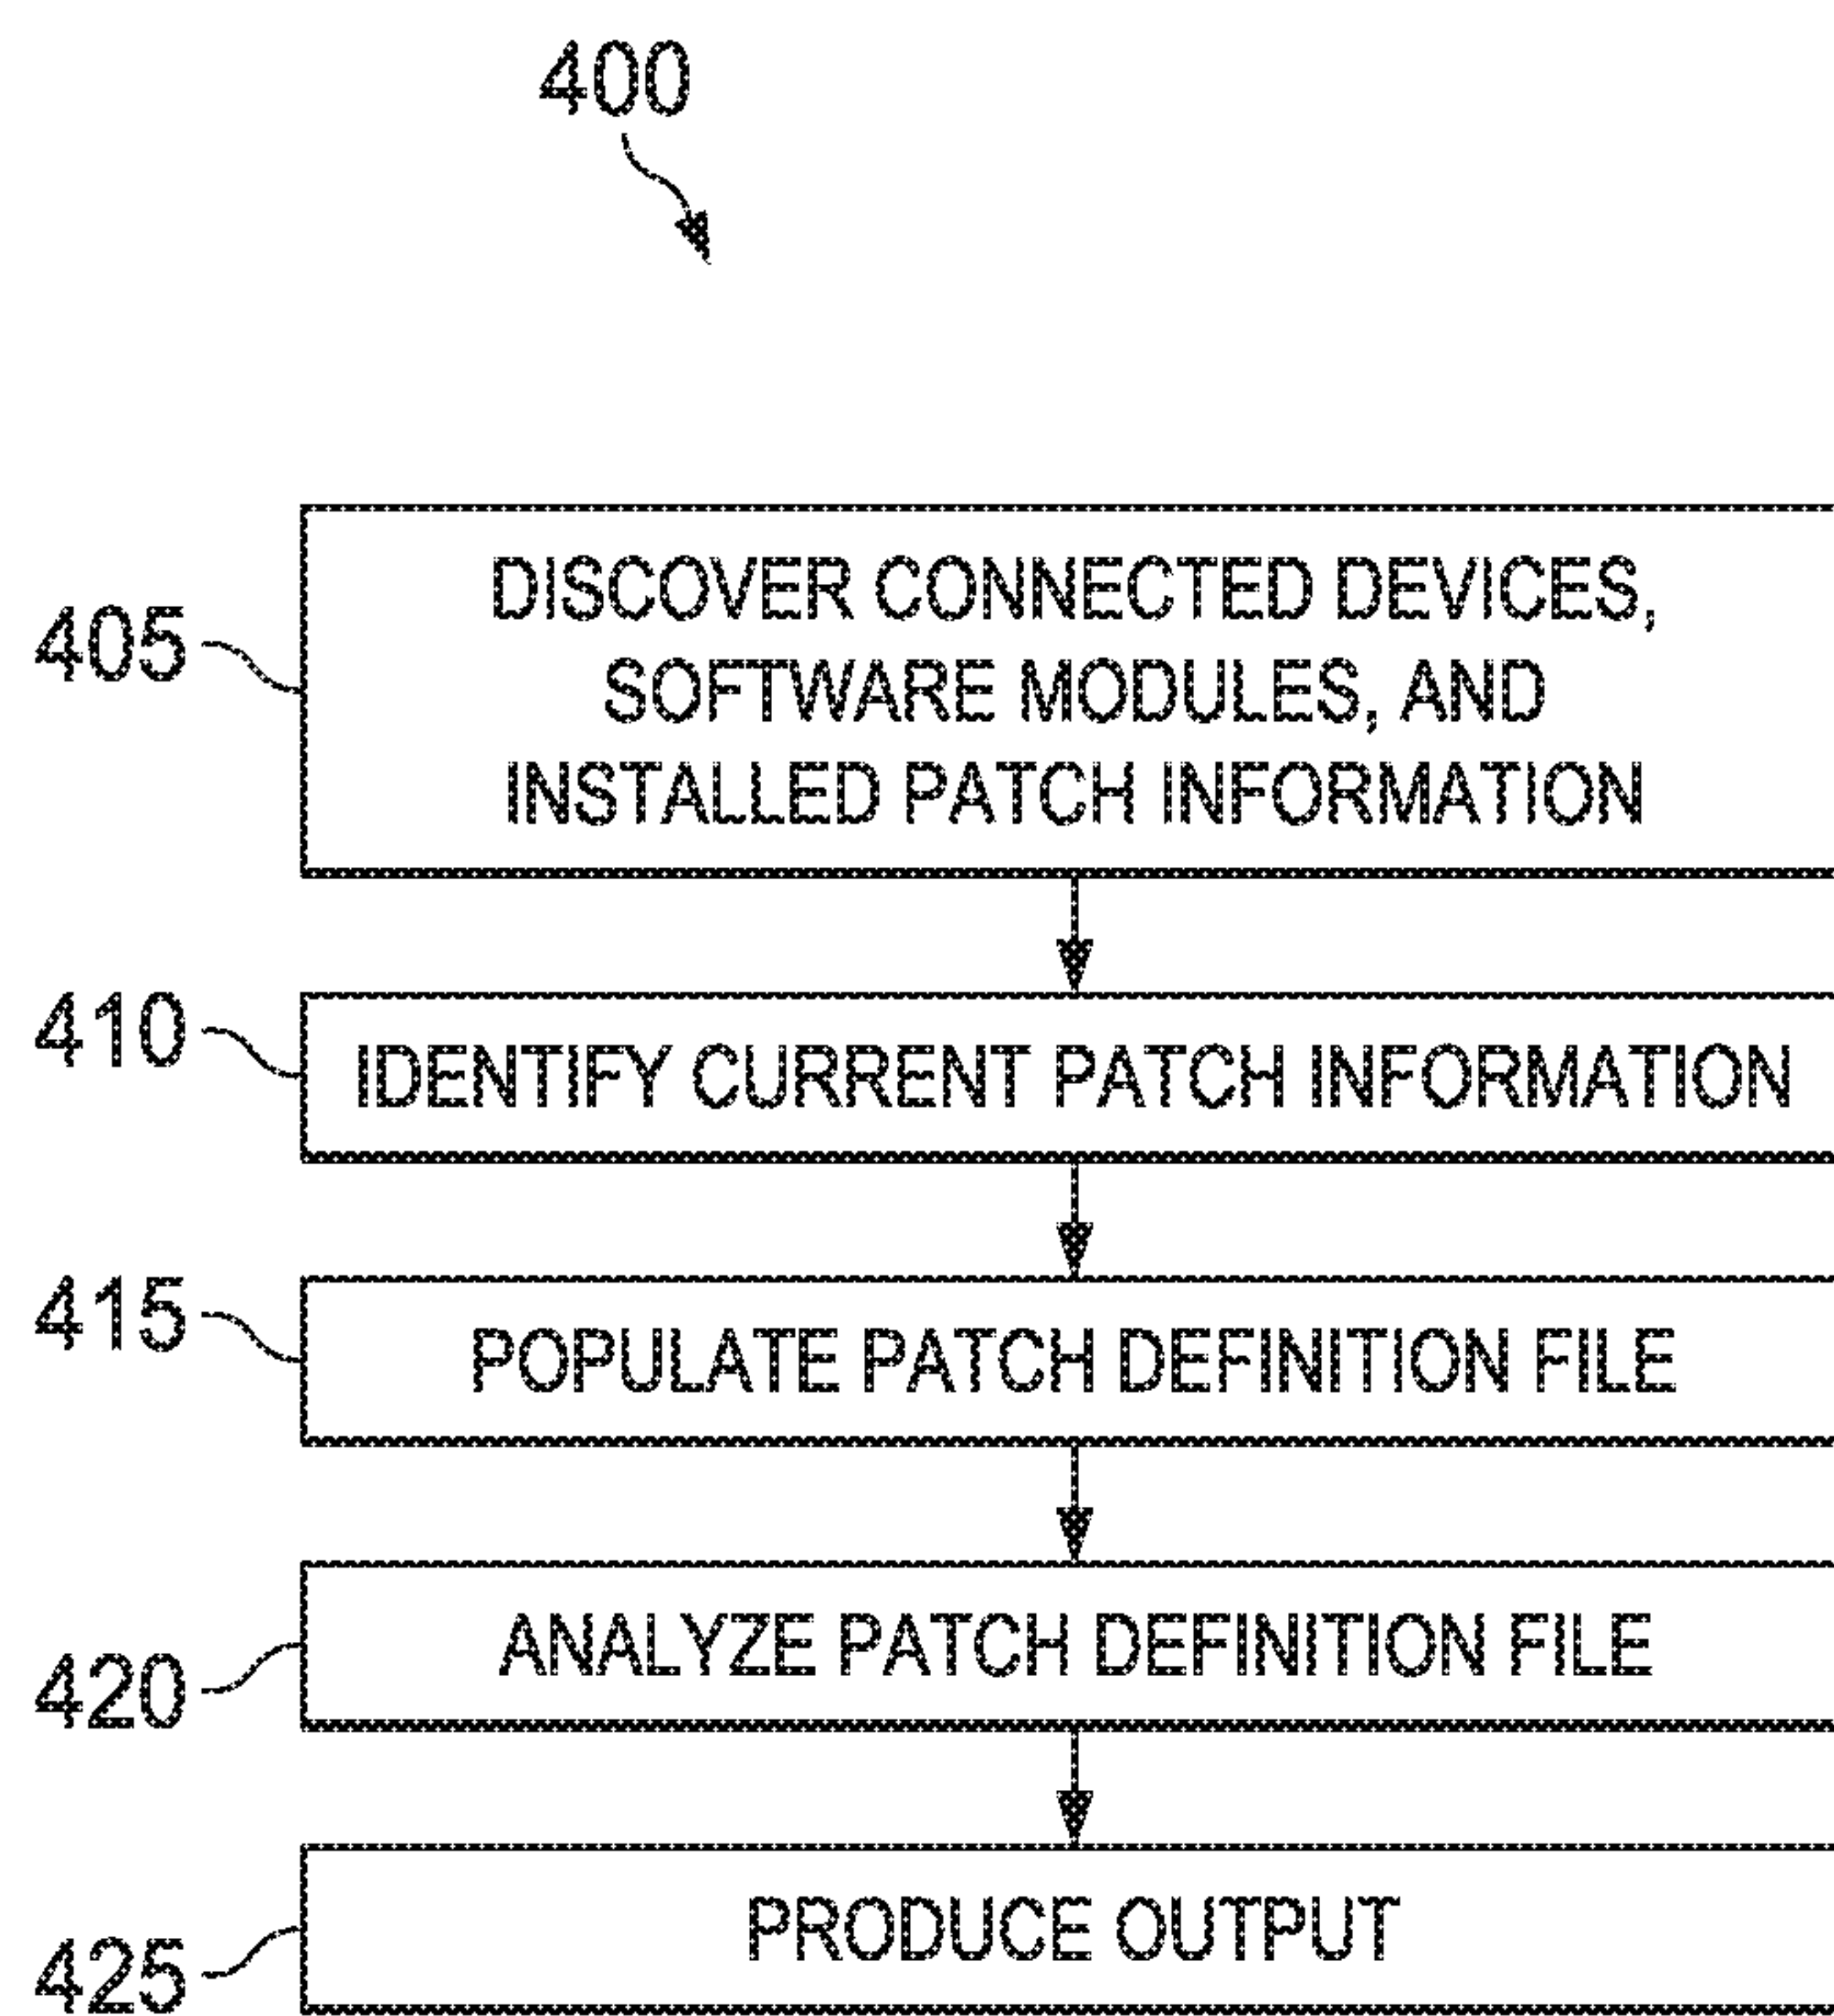 400
405
DISCOVER CONNECTED DEVICES,
SOFTWARE MODULES, AND
INSTALLED PATCH INFORMATION
410
IDENTIFY CURRENT PATCH INFORMATION
415
POPULATE PATCH DEFINITION FILE
420
ANALYZE PATCH DEFINITION FILE
425
PRODUCE OUTPUT